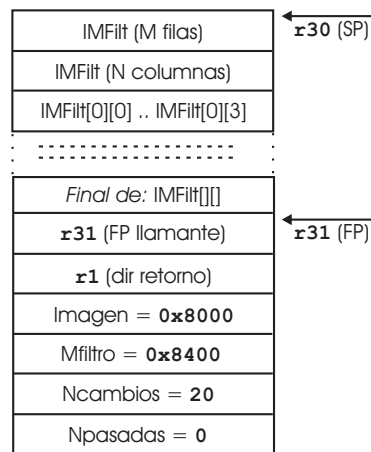 IMFilt (M filas)
r30 (SP)
IMFilt (N columnas)
IMFilt[0][0] .. IMFilt[0][3]
Final de: IMFilt[][]
r31 (FP llamante)
r31 (FP)
r1 (dir retorno)
Imagen = 0x8000
Mfiltro = 0x8400
Ncambios = 20
Npasadas = 0